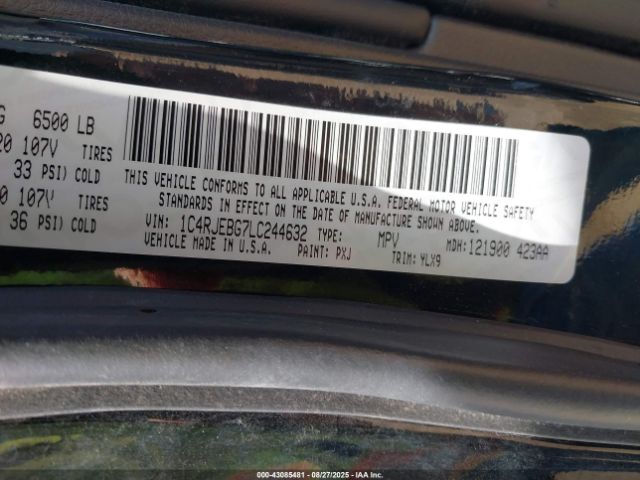 G 6500 LB
20 107V TIRES
33 PSI) COLD
0 107V TIRES
36 PSI) COLD
THIS VEHICLE CONFORMS TO ALL APPLICABLE U.S.A. FEDERAL MOTOR VEHICLE SAFETY
STANDARDS IN EFFECT ON THE DATE OF MANUFACTURE SHOWN ABOVE.
VIN: 1C4RJEBG7LC244632 TYPE: MPV MDH: 121900 423AA
VEHICLE MADE IN U.S.A. PAINT: PXJ TRIM: YLX9
000-43085481 - 08/27/2025 - IAAI.COM